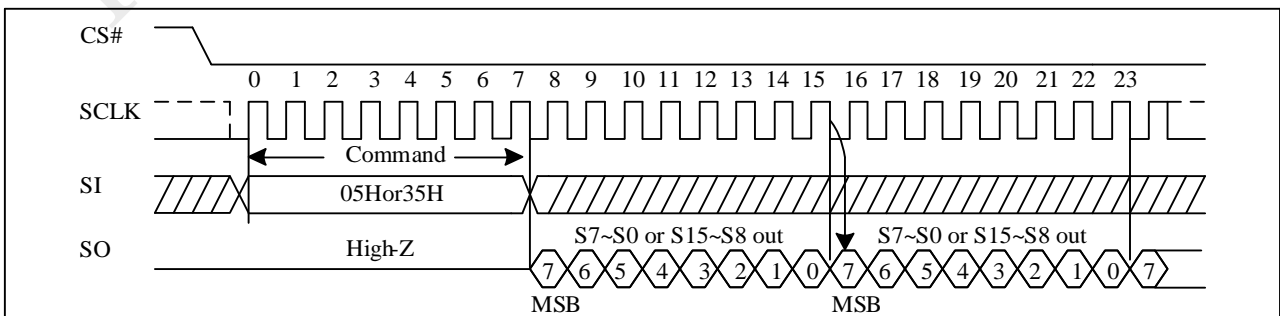 CS#
0 1 2 3 4 5 6 7 8 9 10 11 12 13 14 15 16 17 18 19 20 21 22 23
SCLK
Command
SI
05Hor35H
S7~S0 or S15~S8 out S7~S0 or S15~S8 out
SO
High-Z
7 6 5 4 3 2 1 0 7 6 5 4 3 2 1 0 7
MSB MSB